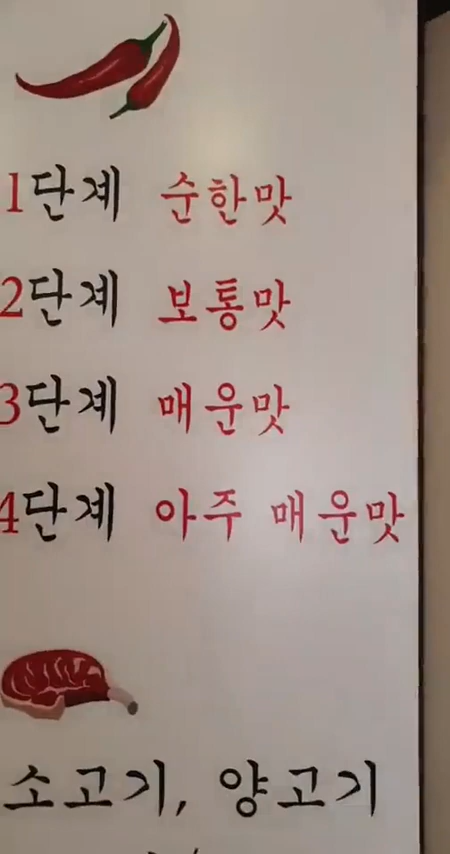 1단계 순한맛
2단계 보통맛
3단계 매운맛
4단계 아주 매운맛
소고기, 양고기